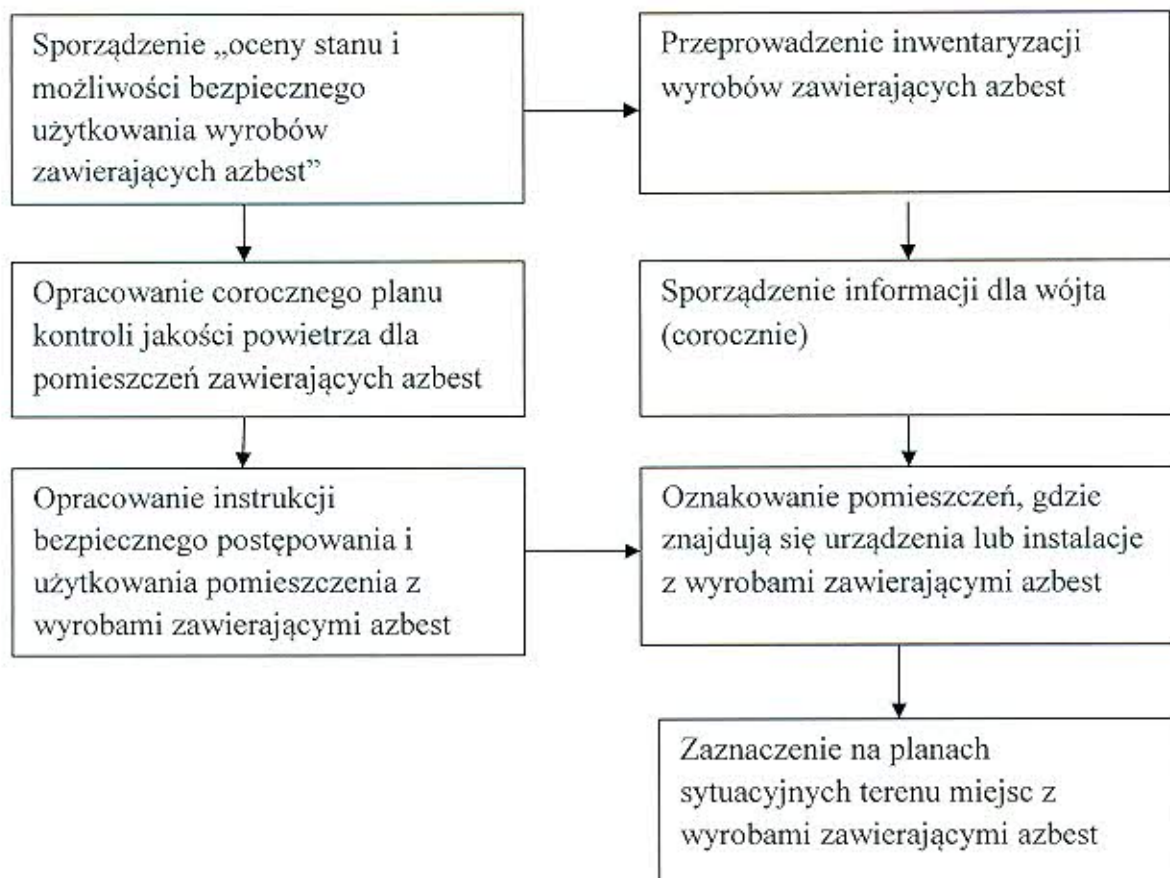 Sporządzenie „oceny stanu i
możliwości bezpiecznego
użytkowania wyrobów
zawierających azbest”
Przeprowadzenie inwentaryzacji
wyrobów zawierających azbest
Opracowanie corocznego planu
kontroli jakości powietrza dla
pomieszczeń zawierających azbest
Sporządzenie informacji dla wójta
(corocznie)
Opracowanie instrukcji
bezpiecznego postępowania i
użytkowania pomieszczenia z
wyrobami zawierającymi azbest
Oznakowanie pomieszczeń, gdzie
znajdują się urządzenia lub instalacje
z wyrobami zawierającymi azbest
Zaznaczenie na planach
sytuacyjnych terenu miejsc z
wyrobami zawierającymi azbest